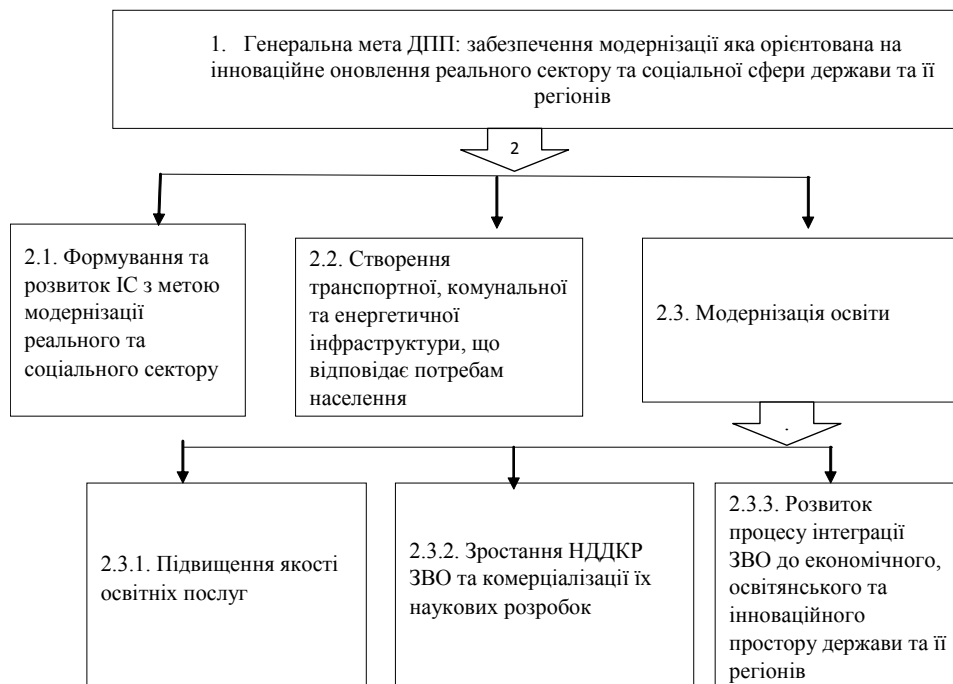 1. Генеральна мета ДПП: забезпечення модернізації яка орієнтована на
інноваційне оновлення реального сектору та соціальної сфери держави та її
регіонів
2
2.1. Формування та
розвиток ІС з метою
модернізації
реального та
соціального сектору
2.2. Створення
транспортної, комунальної
та енергетичної
інфраструктури, що
відповідає потребам
населення
2.3. Модернізація освіти
.
2.3.1. Підвищення якості
освітніх послуг
2.3.2. Зростання НДДКР
ЗВО та комерціалізації їх
наукових розробок
2.3.3. Розвиток
процесу інтеграції
ЗВО до економічного,
освітянського та
інноваційного
простору держави та її
регіонів